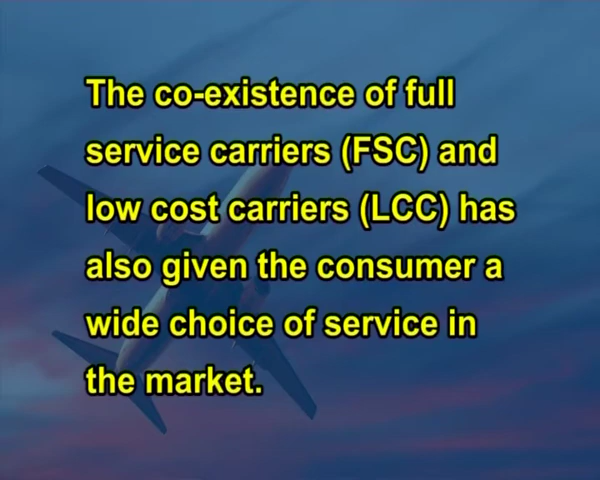 The co-existence of full
service carriers (FSC) and
low cost carriers (LCC) has
also given the consumer a
wide choice of service in
the market.